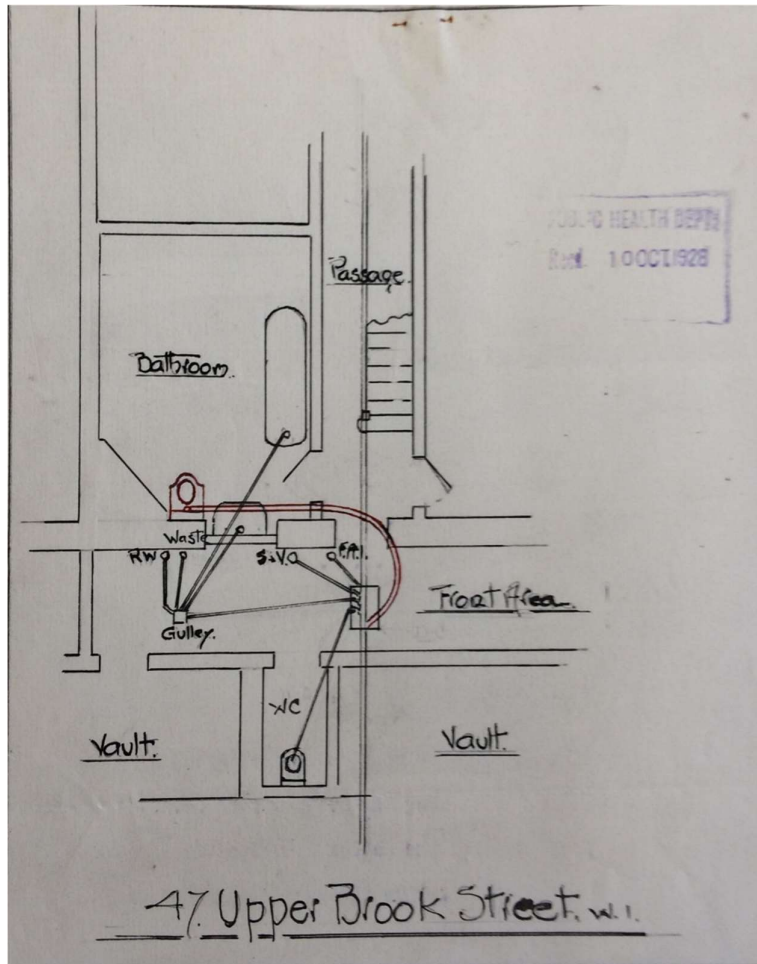 PUBLIC HEALTH DEPT
Recd. 10 OCT 1928
Passage.
Bathroom.
Waste
RW
S+V.
F.A.I.
Front Area.
Gulley.
WC
Vault.
Vault.
47. Upper Brook Street. W.1.